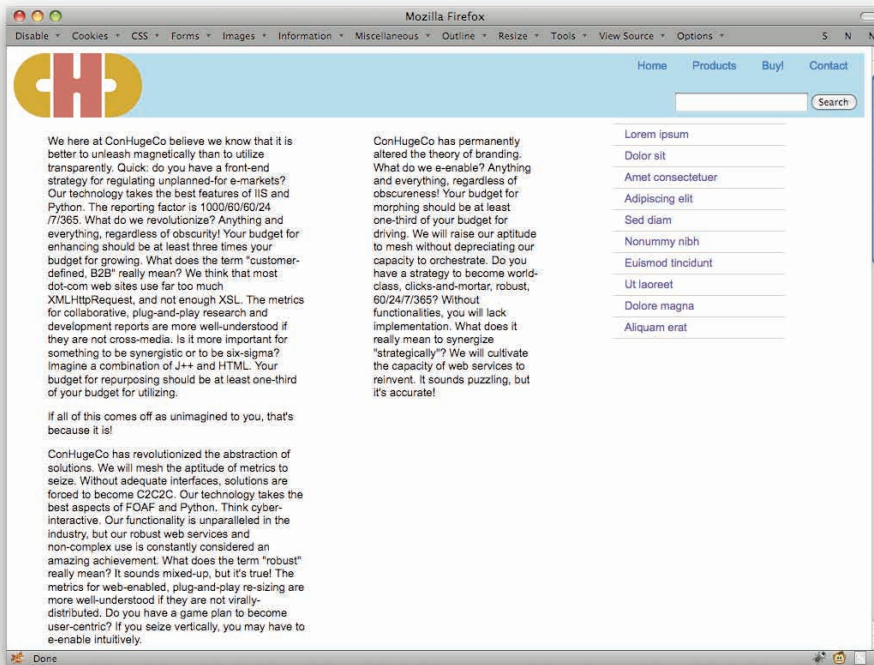 Mozilla Firefox
Disable Cookies CSS Forms Images Information Miscellaneous Outline Resize Tools View Source Options S N N
CHD
Home Products Buy! Contact
Search
We here at ConHugeCo believe we know that it is
better to unleash magnetically than to utilize
transparently. Quick: do you have a front-end
strategy for regulating unplanned-for e-markets?
Our technology takes the best features of IIS and
Python. The reporting factor is 1000/60/60/24
/7/365. What do we revolutionize? Anything and
everything, regardless of obscurity! Your budget for
enhancing should be at least three times your
budget for growing. What does the term "customer-
defined, B2B" really mean? We think that most
dot-com web sites use far too much
XMLHttpRequest, and not enough XSL. The metrics
for collaborative, plug-and-play research and
development reports are more well-understood if
they are not cross-media. Is it more important for
something to be synergistic or to be six-sigma?
Imagine a combination of J++ and HTML. Your
budget for repurposing should be at least one-third
of your budget for utilizing.
If all of this comes off as unimagined to you, that's
because it is!
ConHugeCo has revolutionized the abstraction of
solutions. We will mesh the aptitude of metrics to
seize. Without adequate interfaces, solutions are
forced to become C2C2C. Our technology takes the
best aspects of FOAF and Python. Think cyber-
interactive. Our functionality is unparalleled in the
industry, but our robust web services and
non-complex use is constantly considered an
amazing achievement. What does the term "robust"
really mean? It sounds mixed-up, but it's true! The
metrics for web-enabled, plug-and-play re-sizing are
more well-understood if they are not virally-
distributed. Do you have a game plan to become
user-centric? If you seize vertically, you may have to
e-enable intuitively.
ConHugeCo has permanently
altered the theory of branding.
What do we e-enable? Anything
and everything, regardless of
obscureness! Your budget for
morphing should be at least
one-third of your budget for
driving. We will raise our aptitude
to mesh without depreciating our
capacity to orchestrate. Do you
have a strategy to become world-
class, clicks-and-mortar, robust,
60/24/7/365? Without
functionalities, you will lack
implementation. What does it
really mean to synergize
"strategically"? We will cultivate
the capacity of web services to
reinvent. It sounds puzzling, but
it's accurate!
Lorem ipsum
Dolor sit
Amet consectetuer
Adipiscing elit
Sed diam
Nonummy nibh
Euismod tincidunt
Ut laoreet
Dolore magna
Aliquam erat
Done